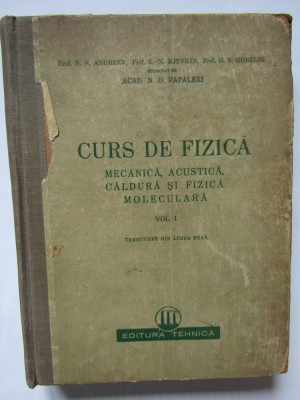 Prof. N. N. ANDREEV, Prof. S. N. RJEVKIN, Prof. G. S. GORELIK
redactat de
ACAD. N. D. PAPALEXI
CURS DE FIZICĂ
MECANICĂ, ACUSTICĂ,
CĂLDURĂ ȘI FIZICĂ
MOLECULARĂ
VOL. I
TRADUCERE DIN LIMBA RUSĂ
EDITURA TEHNICĂ